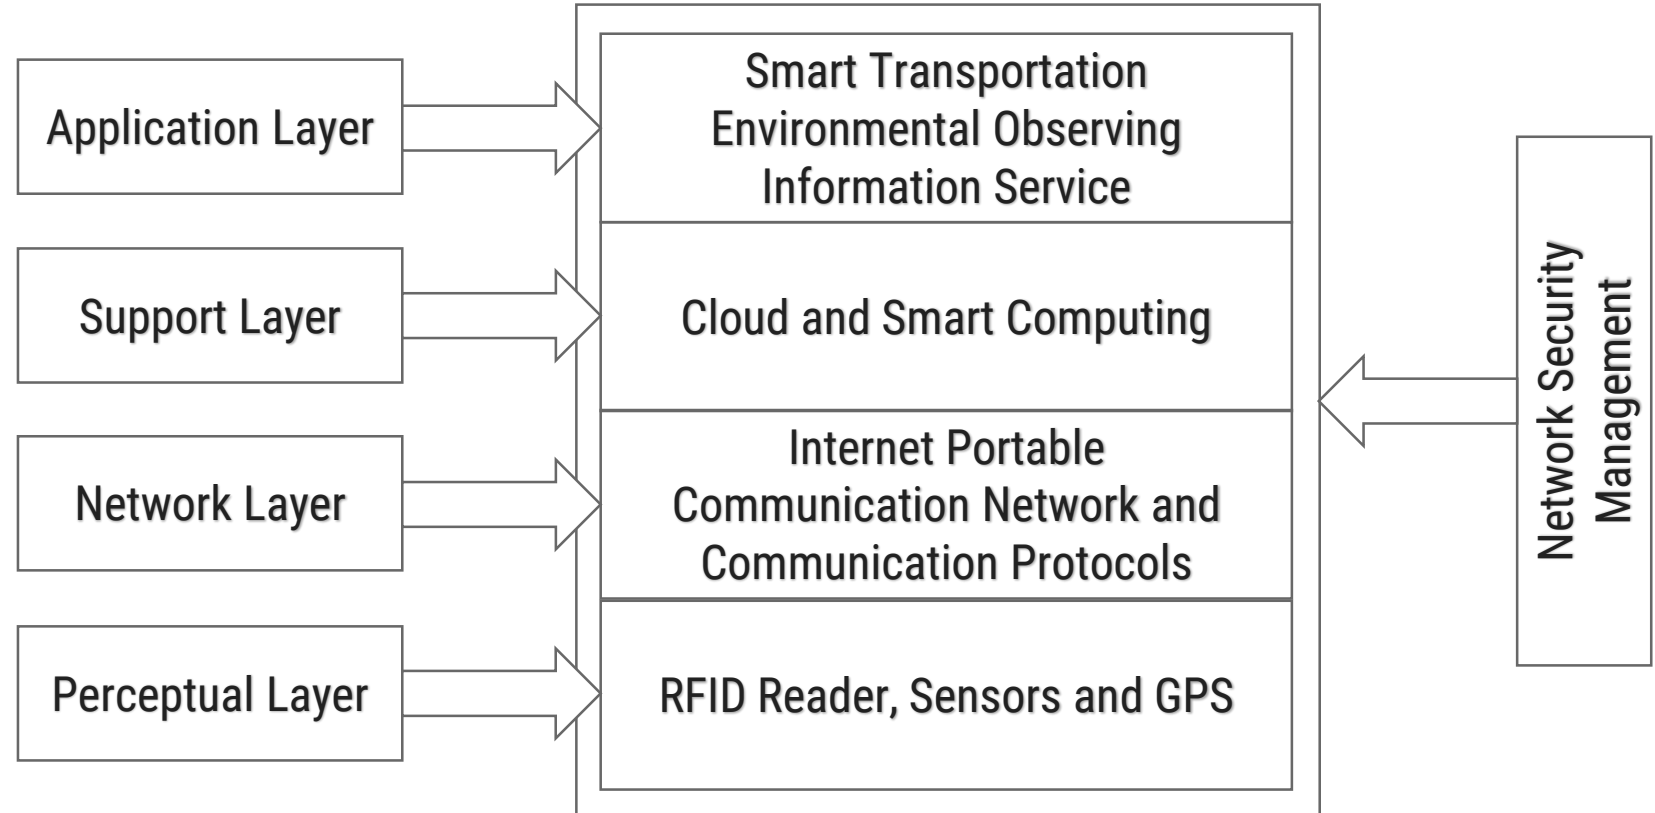 Application Layer
Smart Transportation
Environmental Observing
Information Service
Support Layer
Cloud and Smart Computing
Network Layer
Internet Portable
Communication Network and
Communication Protocols
Perceptual Layer
RFID Reader, Sensors and GPS
Network Security
Management